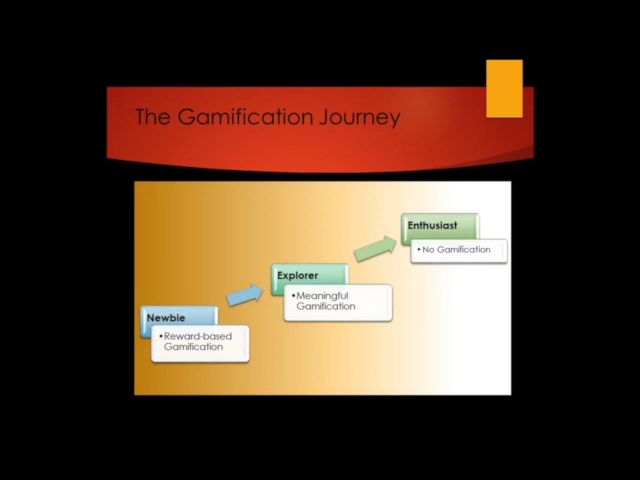 The Gamification Journey
Enthusiast
• No Gamification
Explorer
• Meaningful
Gamification
Newbie
• Reward-based
Gamification